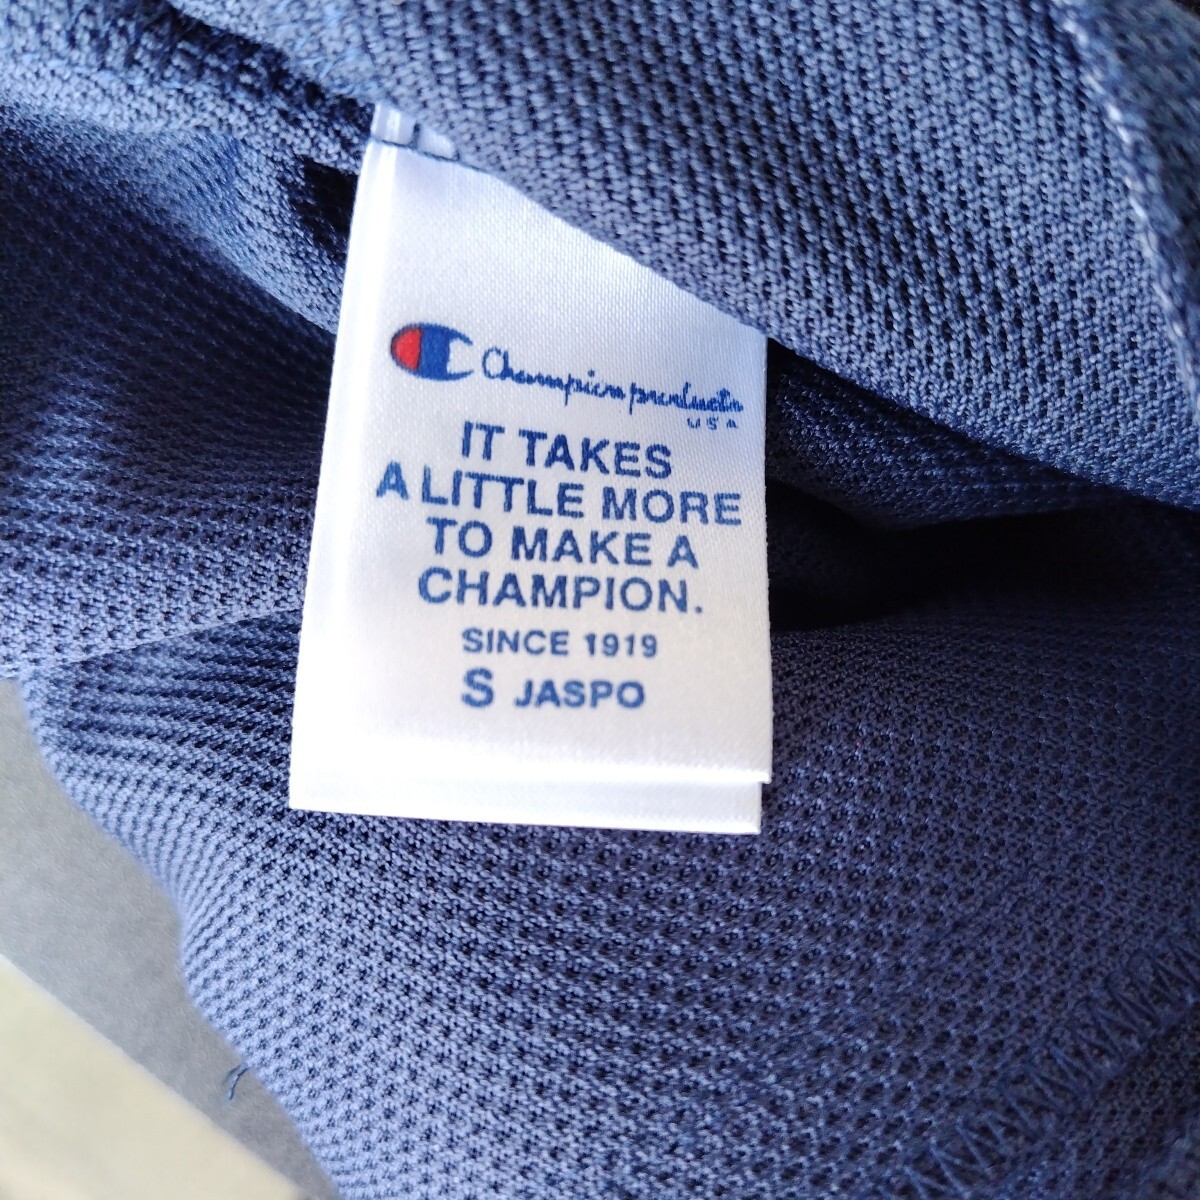 Champion products
USA
IT TAKES
A LITTLE MORE
TO MAKE A
CHAMPION.
SINCE 1919
S JASPO